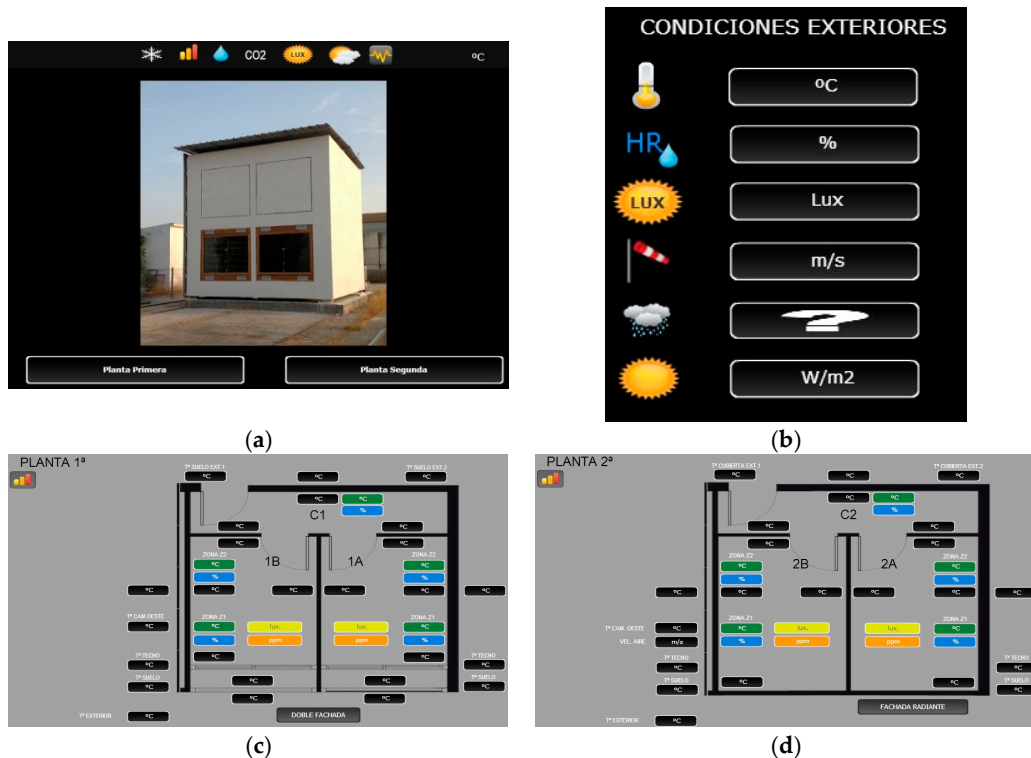 CO2 LUX ºC
Planta Primera Planta Segunda
(a)
CONDICIONES EXTERIORES
ºC
HR %
LUX Lux
m/s
?
W/m2
(b)
PLANTA 1ª
Tª SUELO EXT.1 Tª SUELO EXT.2
ºC ºC ºC
ºC ºC
C1 %
ºC ºC
ºC ºC
1B 1A
ZONA Z2 ZONA Z2
ºC ºC
% %
ºC ºC ºC ºC ºC ºC
Tª CAM OESTE ZONA Z1 ZONA Z1
ºC ºC lux. lux. ºC
% ppm ppm %
ºC ºC
Tª TECHO Tª TECHO
ºC ºC
Tª SUELO Tª SUELO
ºC ºC ºC ºC
ºC ºC
Tª EXTERIOR ºC DOBLE FACHADA
(c)
PLANTA 2ª
Tª CUBIERTA EXT.1 Tª CUBIERTA EXT.2
ºC ºC ºC
ºC ºC
C2 %
ºC ºC
ºC ºC
2B 2A
ZONA Z2 ZONA Z2
ºC ºC
% %
ºC ºC ºC ºC ºC ºC
ZONA Z1 ZONA Z1
Tª CAM. OESTE ºC ºC lux. lux. ºC
VEL. AIRE m/s % ppm ppm %
Tª TECHO Tª TECHO
ºC ºC
Tª SUELO Tª SUELO
ºC ºC ºC ºC
FACHADA RADIANTE
Tª EXTERIOR ºC
(d)